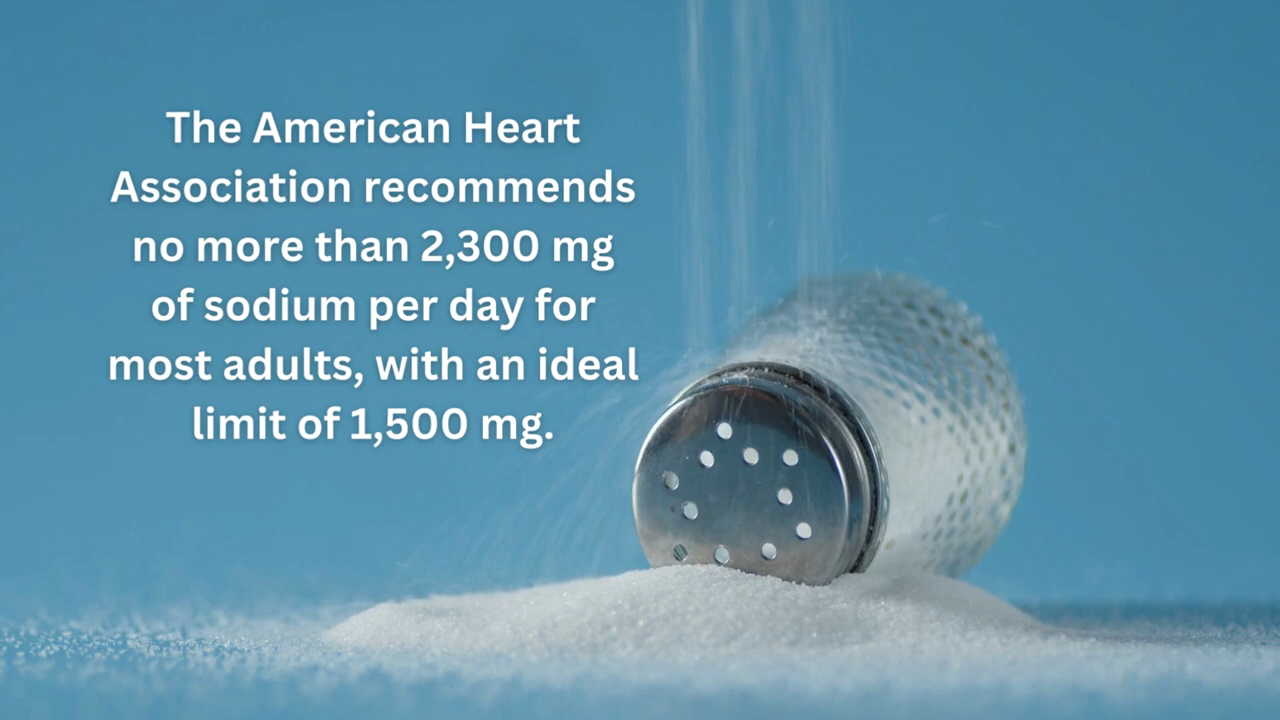 The American Heart
Association recommends
no more than 2,300 mg
of sodium per day for
most adults, with an ideal
limit of 1,500 mg.